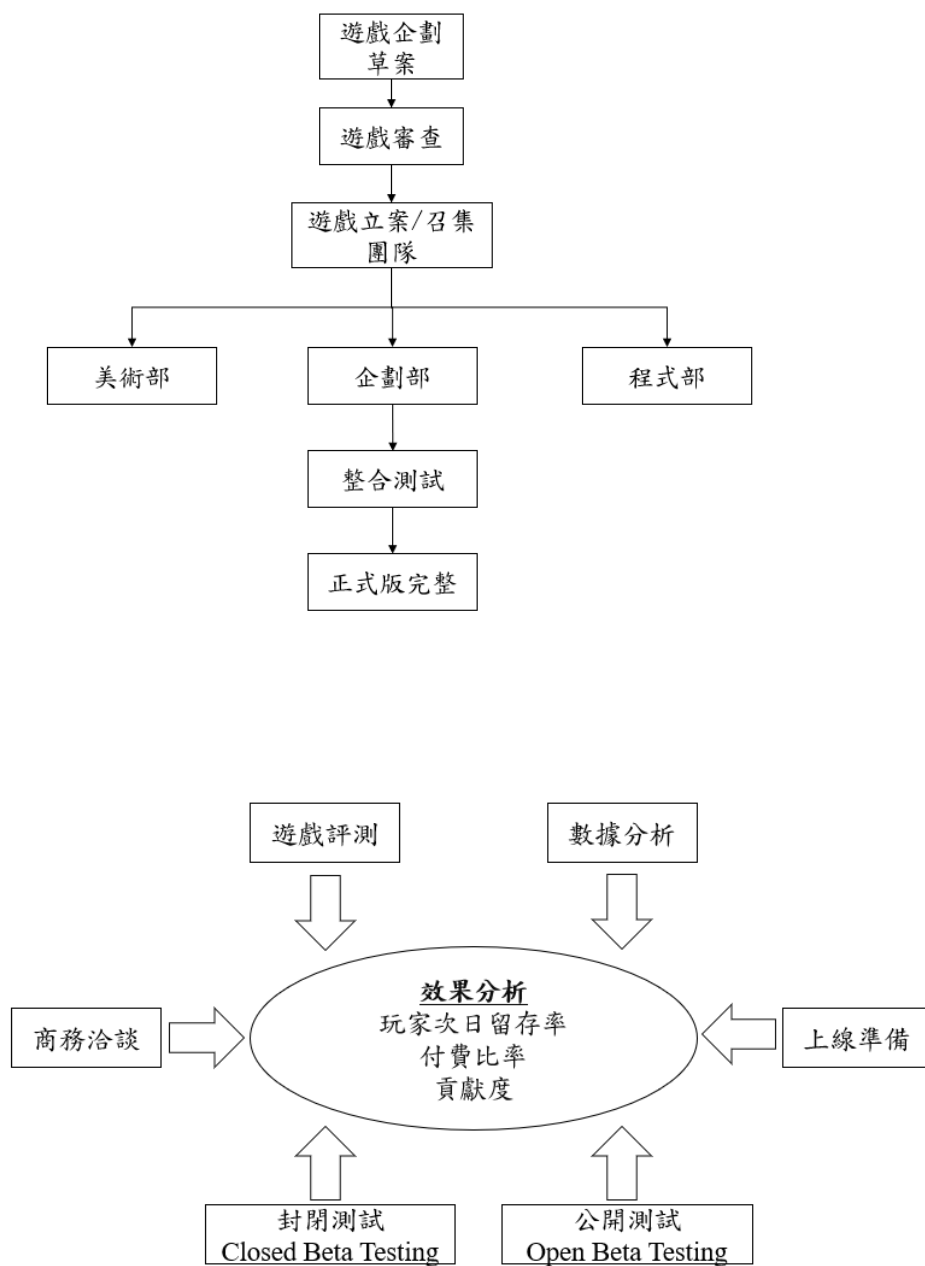 遊戲企劃
草案
遊戲審查
遊戲立案/召集
團隊
美術部
企劃部
程式部
整合測試
正式版完整
遊戲評測
數據分析
商務洽談
效果分析
玩家次日留存率
付費比率
貢獻度
上線準備
封閉測試
Closed Beta Testing
公開測試
Open Beta Testing